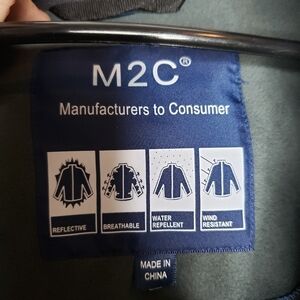 M2C®
Manufacturers to Consumer
REFLECTIVE
BREATHABLE
WATER
REPELLENT
WIND
RESISTANT
MADE IN
CHINA